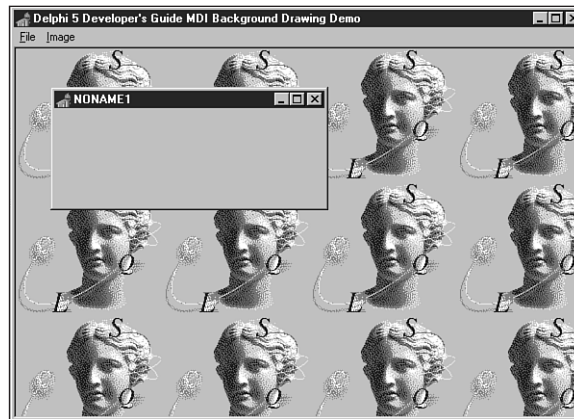 Delphi 5 Developer's Guide MDI Background Drawing Demo
File Image
S S S S
NONAME1
Q Q
L L
S S
Q Q Q Q
L L L L
S S S S
Q Q Q Q